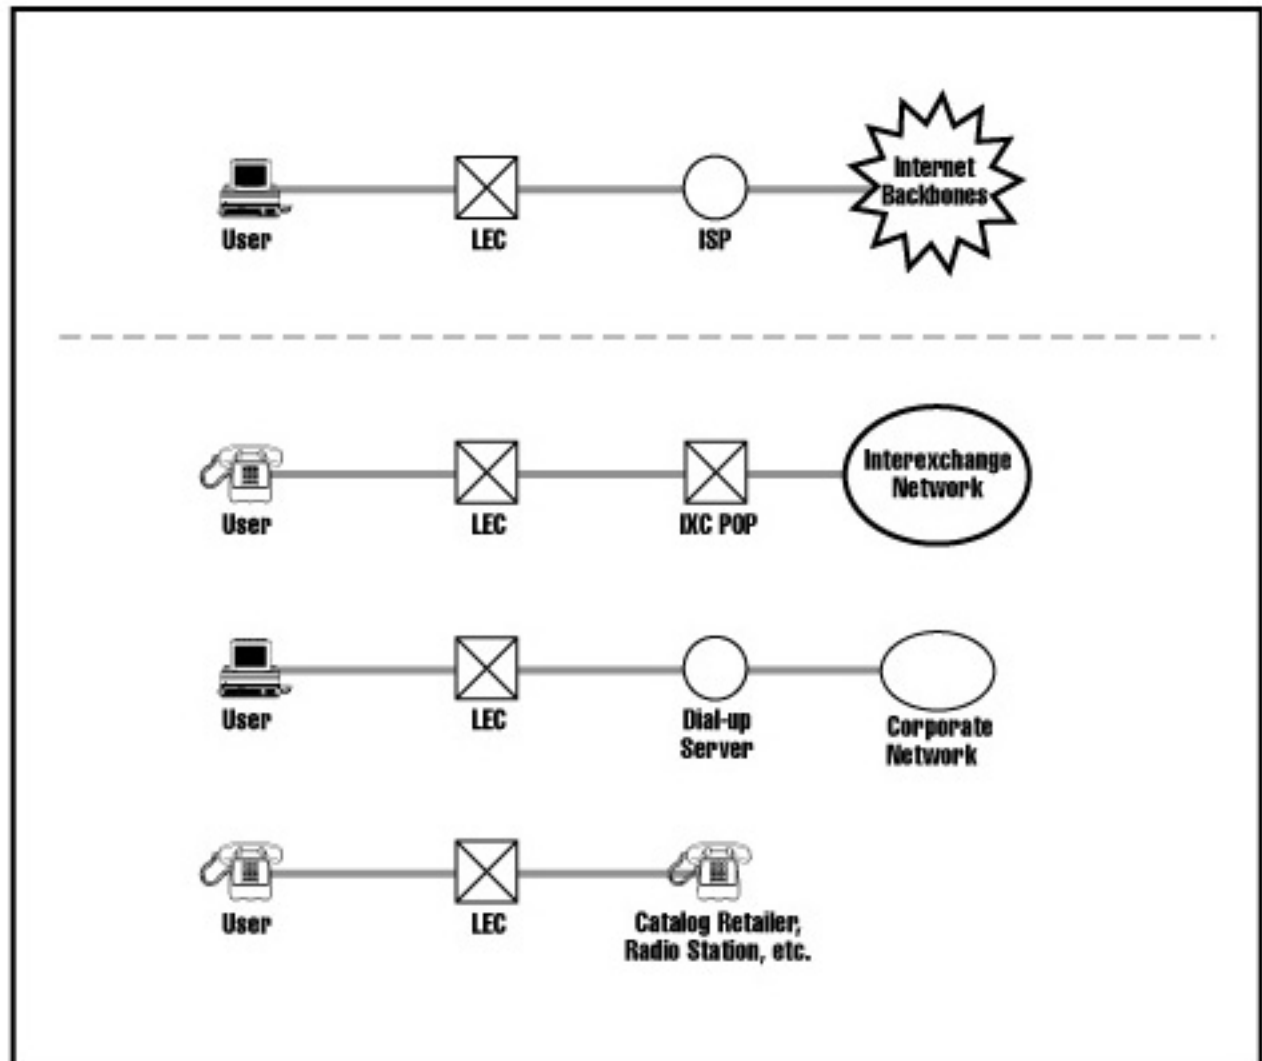 Internet
Backbones
User
LEC
ISP
Interexchange
Network
User
LEC
IXC POP
User
LEC
Dial-up
Server
Corporate
Network
User
LEC
Catalog Retailer,
Radio Station, etc.